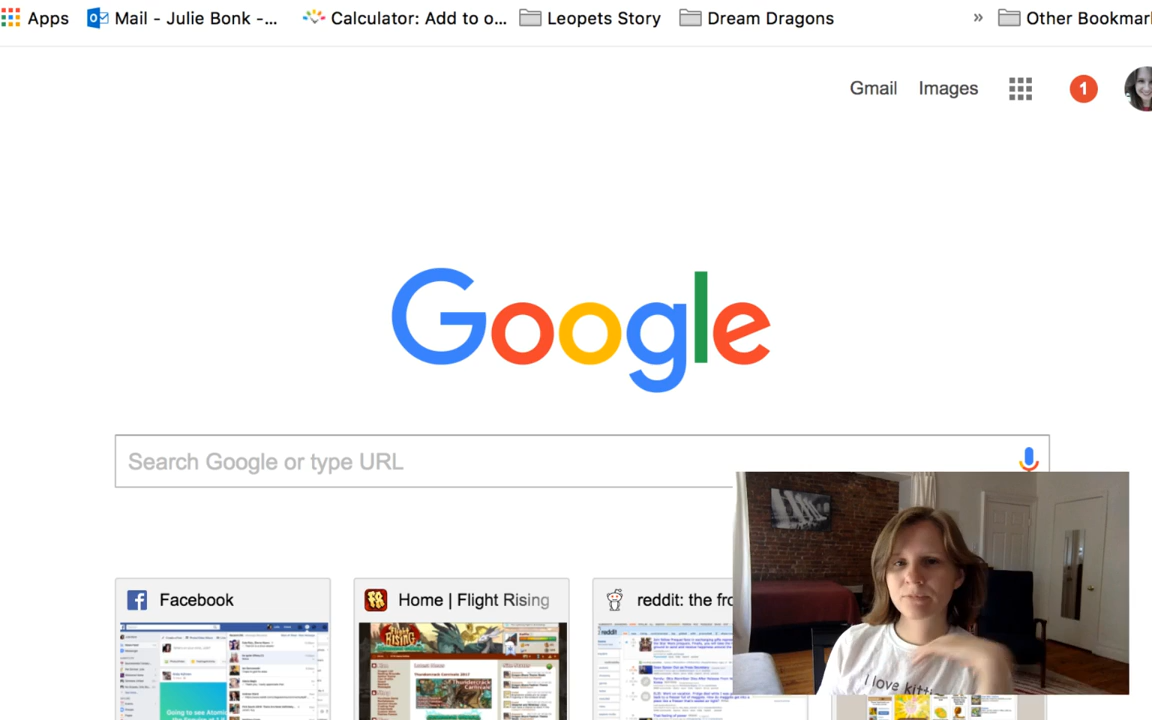 Apps Mail - Julie Bonk -... Calculator: Add to o... Leopets Story Dream Dragons » Other Bookmar
Gmail Images 1
Google
Search Google or type URL
Facebook Home | Flight Rising reddit: the fro
I love kitt